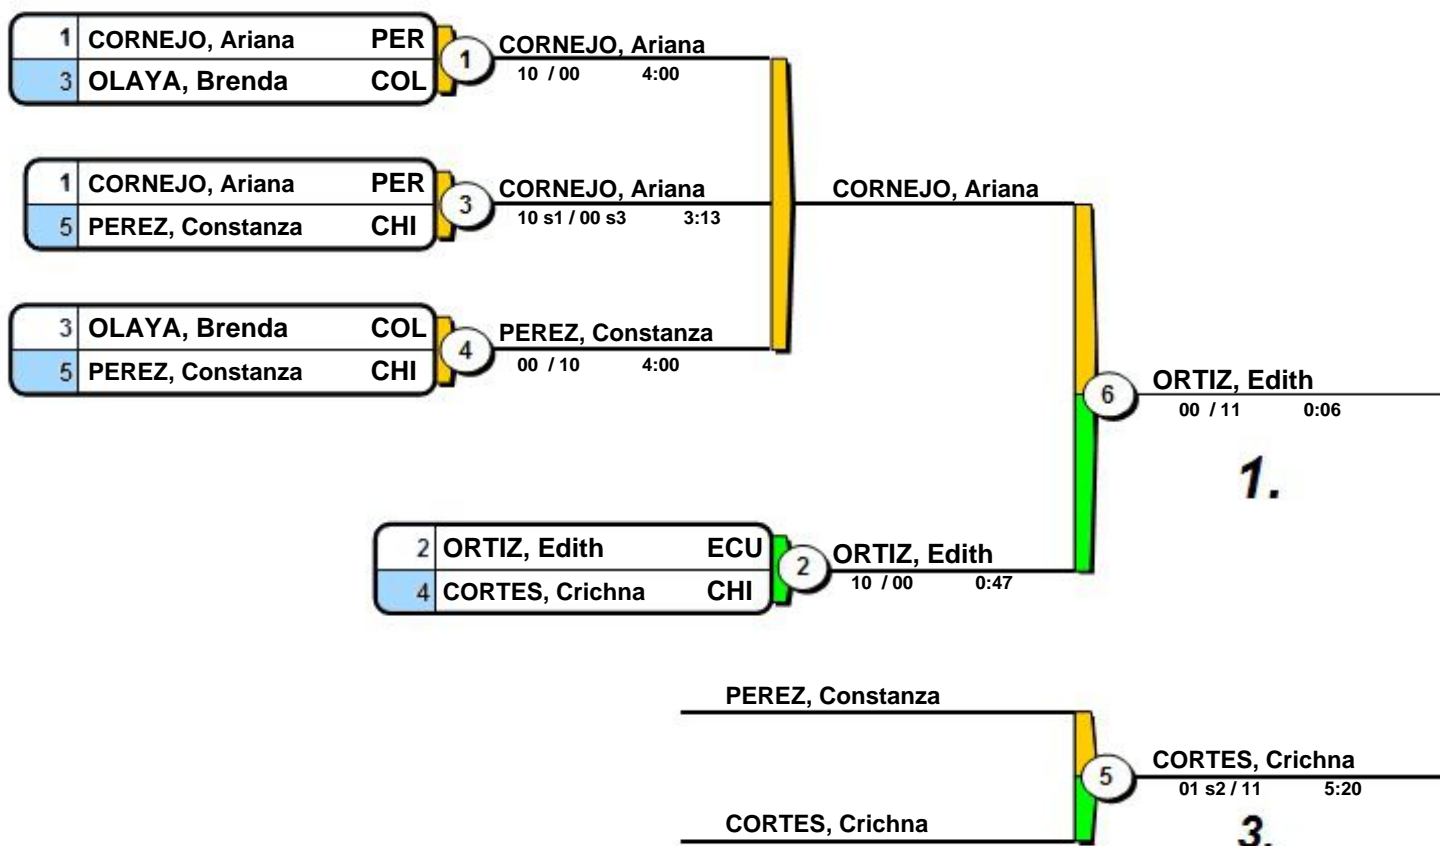 1 CORNEJO, Ariana PER
3 OLAYA, Brenda COL
1
CORNEJO, Ariana
10 / 00 4:00
1 CORNEJO, Ariana PER
5 PEREZ, Constanza CHI
3
CORNEJO, Ariana
10 s1 / 00 s3 3:13
CORNEJO, Ariana
3 OLAYA, Brenda COL
5 PEREZ, Constanza CHI
4
PEREZ, Constanza
00 / 10 4:00
6
ORTIZ, Edith
00 / 11 0:06
1.
2 ORTIZ, Edith ECU
4 CORTES, Crichna CHI
2
ORTIZ, Edith
10 / 00 0:47
PEREZ, Constanza
5
CORTES, Crichna
01 s2 / 11 5:20
CORTES, Crichna
3.